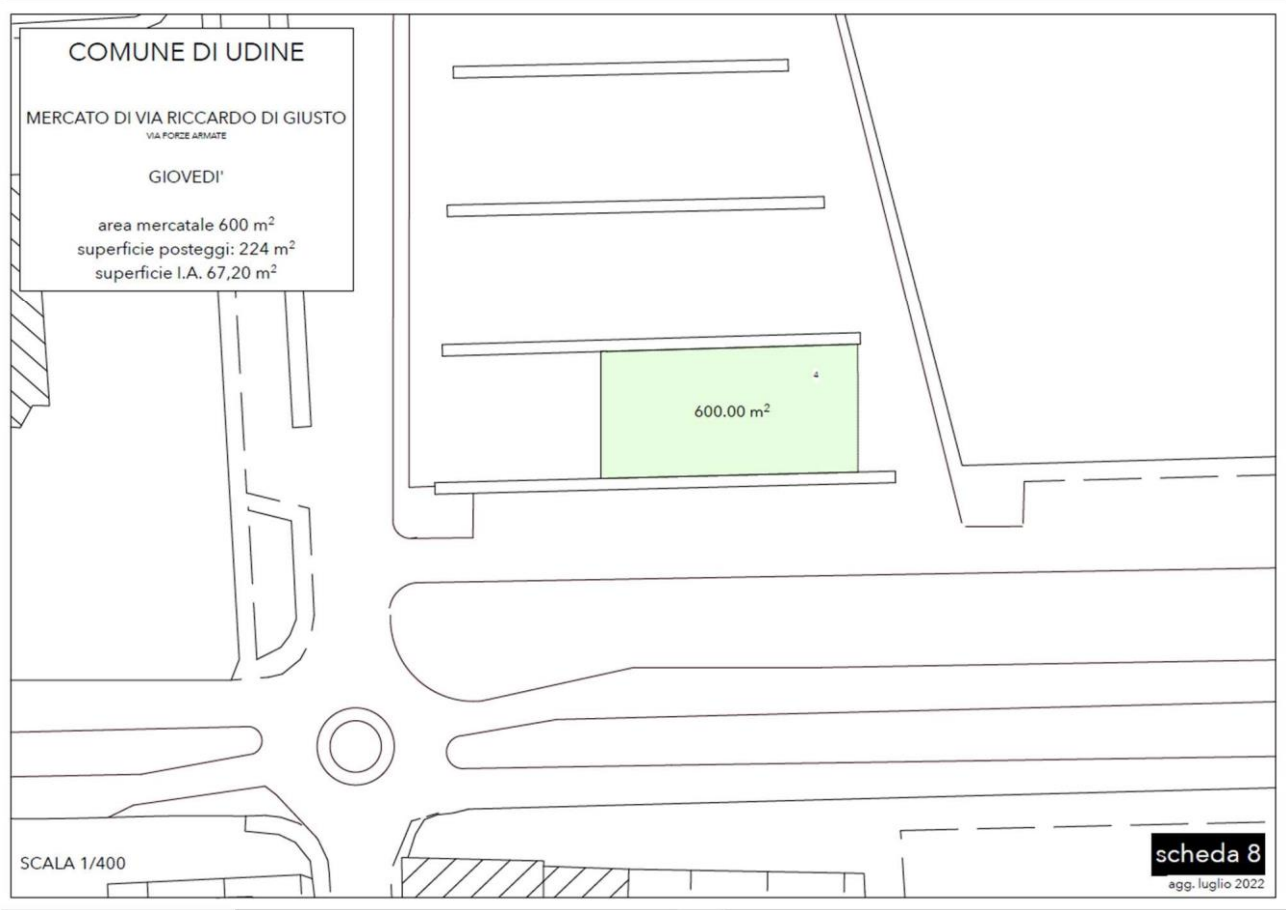 COMUNE DI UDINE
MERCATO DI VIA RICCARDO DI GIUSTO
VIA FORZE ARMATE
GIOVEDI'
area mercatale 600 m²
superficie posteggi: 224 m²
superficie I.A. 67,20 m²
4
600.00 m²
SCALA 1/400
scheda 8
agg. luglio 2022